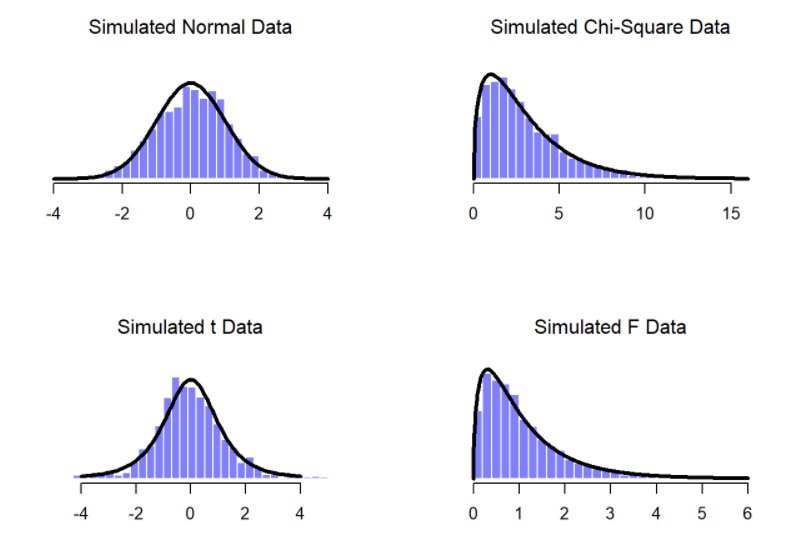 Simulated Normal Data
-4 -2 0 2 4
Simulated Chi-Square Data
0 5 10 15
Simulated t Data
-4 -2 0 2 4
Simulated F Data
0 1 2 3 4 5 6